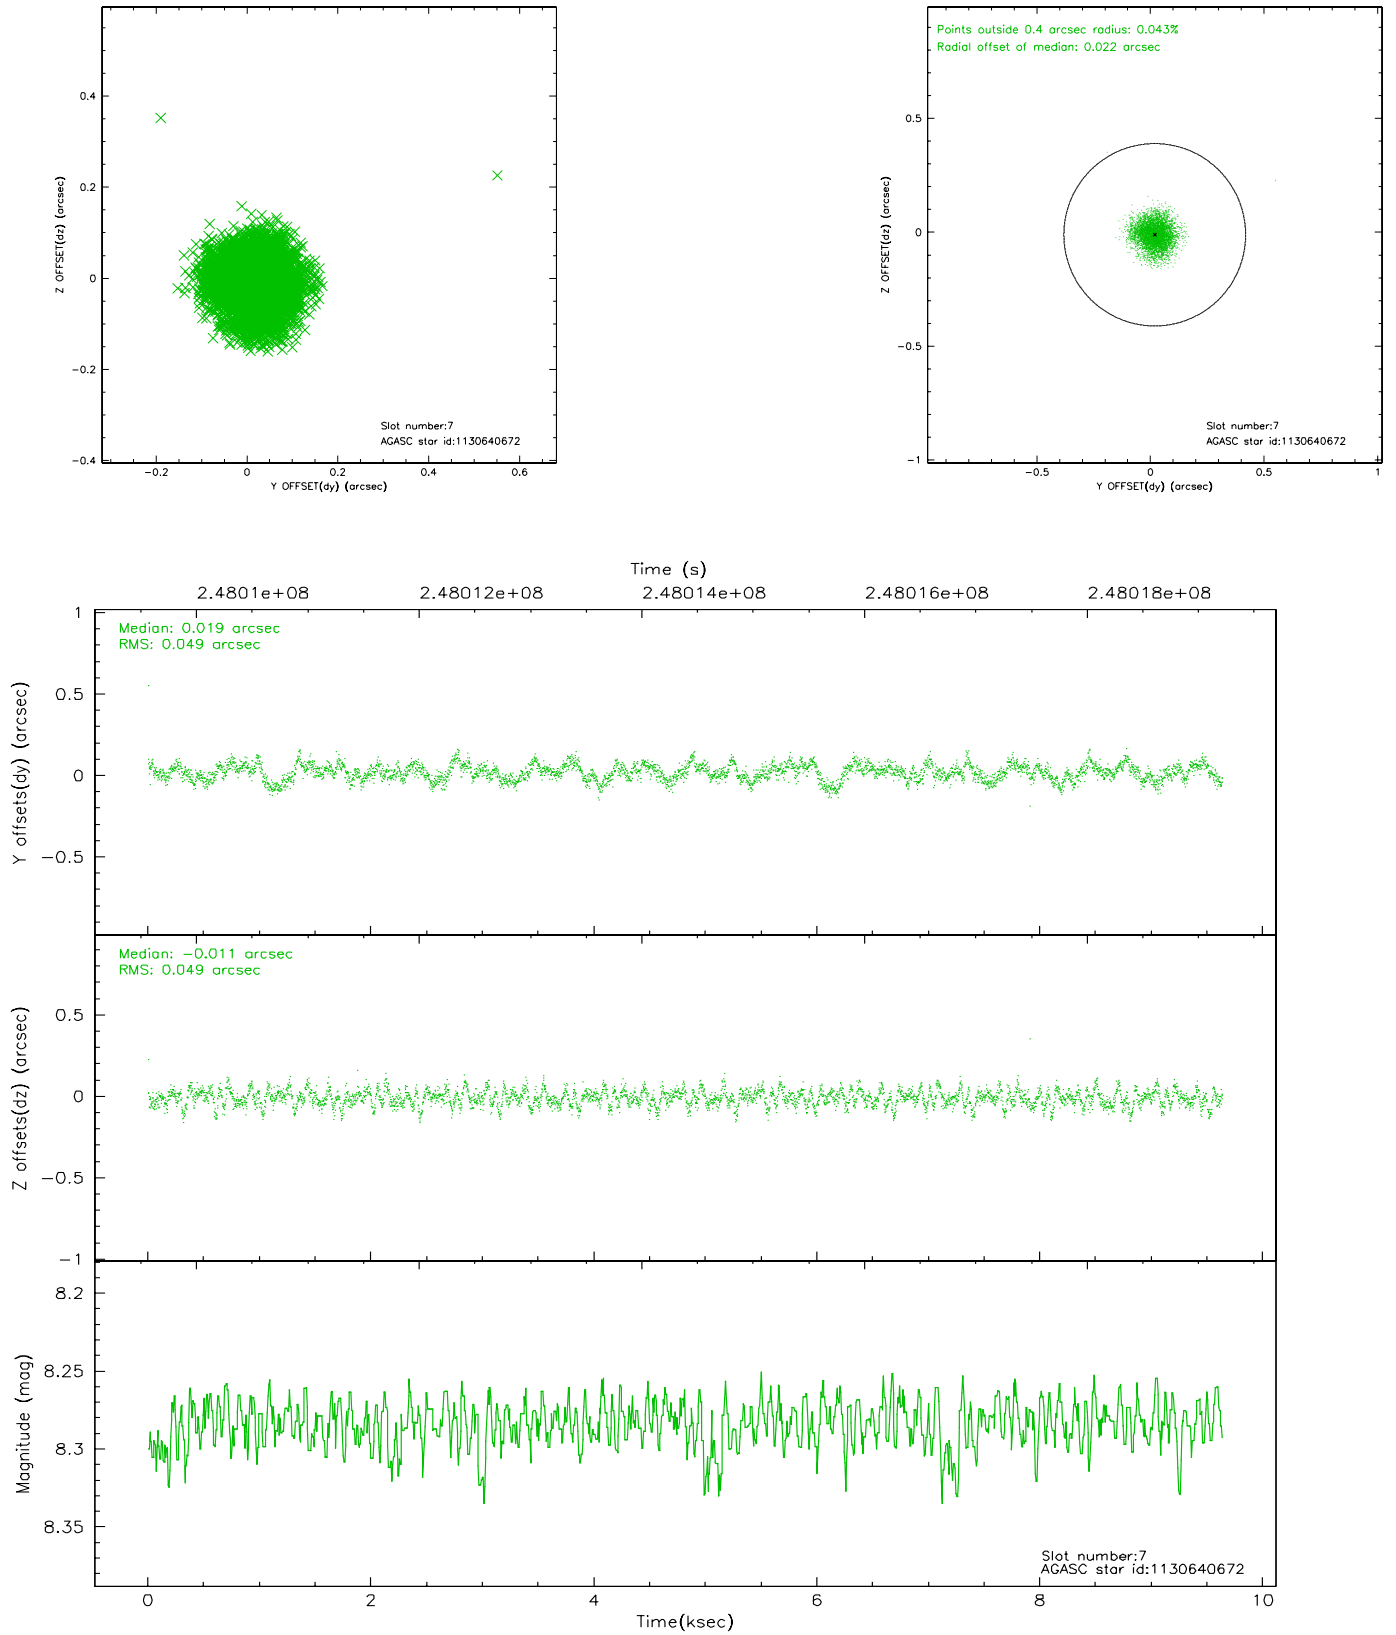 0.4
0.2
0
−0.2
−0.4
Z OFFSET(dz) (arcsec)
Slot number:7
AGASC star id:1130640672
−0.2 0 0.2 0.4 0.6
Y OFFSET(dy) (arcsec)
Points outside 0.4 arcsec radius: 0.043%
Radial offset of median: 0.022 arcsec
0.5
0
−0.5
−1
Z OFFSET(dz) (arcsec)
Slot number:7
AGASC star id:1130640672
−0.5 0 0.5 1
Y OFFSET(dy) (arcsec)
Time (s)
2.4801e+08 2.48012e+08 2.48014e+08 2.48016e+08 2.48018e+08
Median: 0.019 arcsec
RMS: 0.049 arcsec
1
0.5
0
−0.5
Y offsets(dy) (arcsec)
Median: −0.011 arcsec
RMS: 0.049 arcsec
0.5
0
−0.5
−1
Z offsets(dz) (arcsec)
8.2
8.25
8.3
8.35
Magnitude (mag)
Slot number:7
AGASC star id:1130640672
0 2 4 6 8 10
Time(ksec)